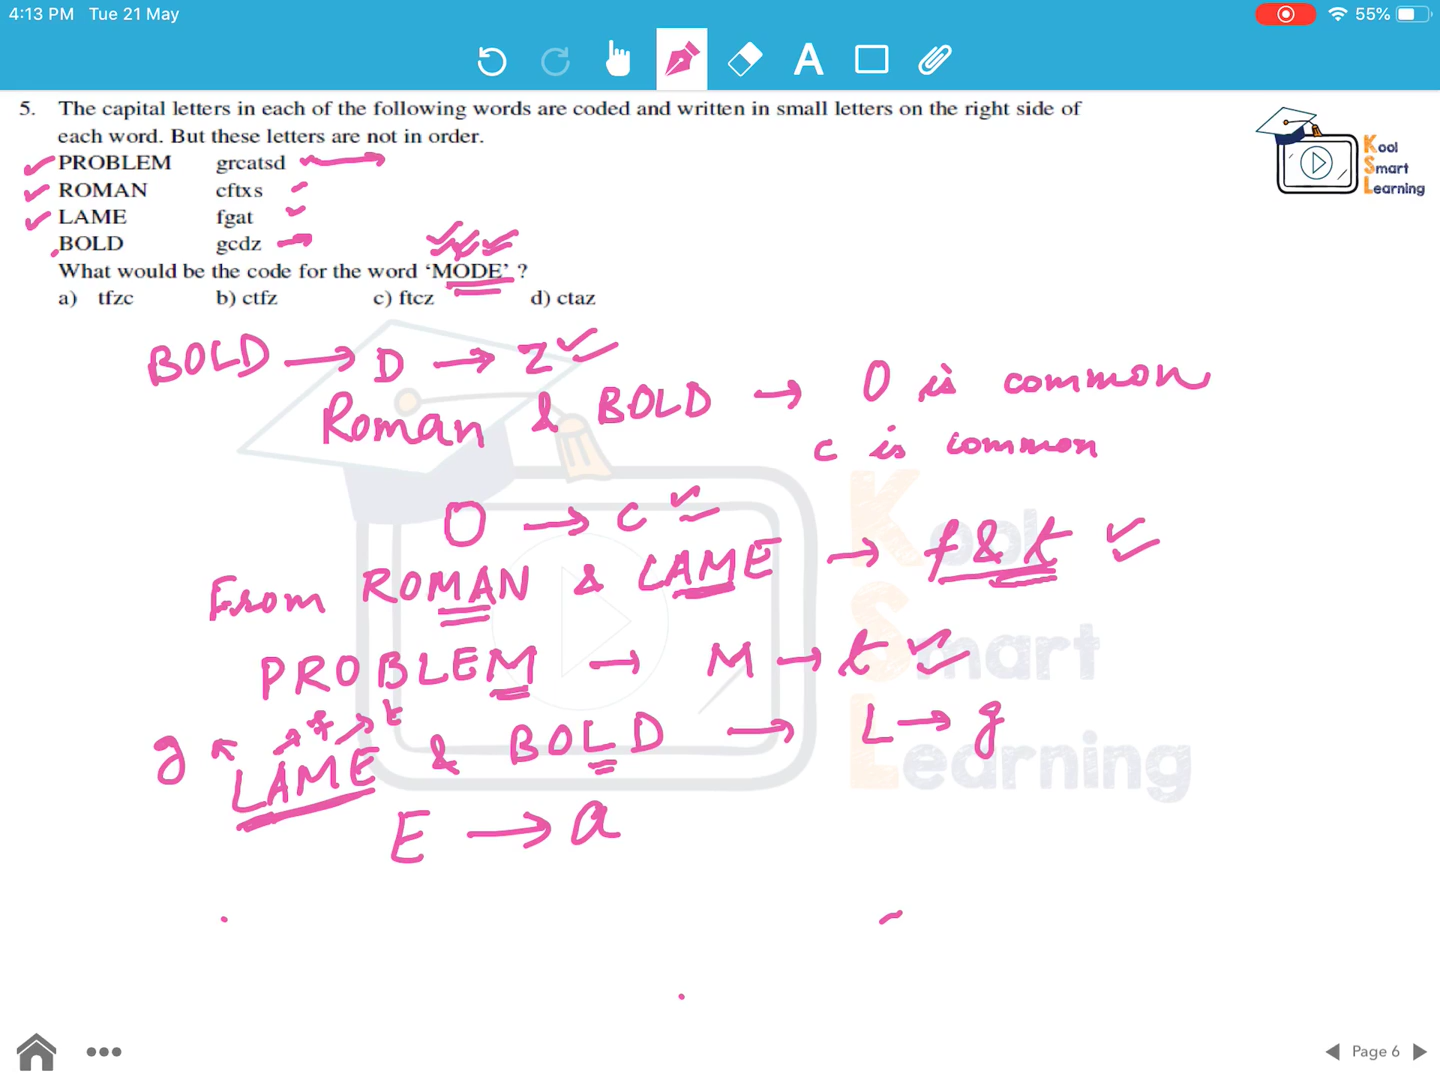 4:13 PM Tue 21 May
55%
A
5. The capital letters in each of the following words are coded and written in small letters on the right side of
each word. But these letters are not in order.
PROBLEM grcatsd
ROMAN cftxs
LAME fgat
BOLD gcdz
What would be the code for the word ‘MODE’ ?
a) tfzc b) ctfz c) ftcz d) ctaz
Kool
Smart
Learning
BOLD → D → Z
Roman & BOLD → O is common
c is common
O → c
From ROMAN & LAME → f & t
PROBLEM → M → t
g f t
LAME & BOLD → L → g
E → a
Kool
Smart
Learning
Page 6